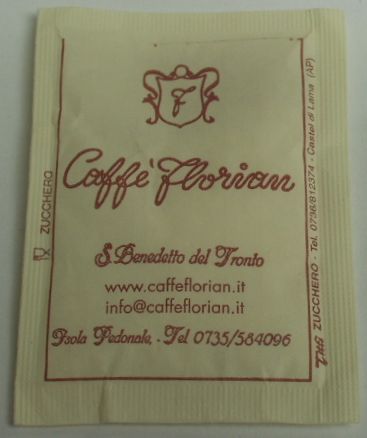 F
Caffè Florian
S. Benedetto del Tronto
www.caffeflorian.it
info@caffeflorian.it
Isola Pedonale, - Tel 0735/584096
ZUCCHERO
ZUCCHERO - Tel. 0736/812374 - Castel di Lama (AP)